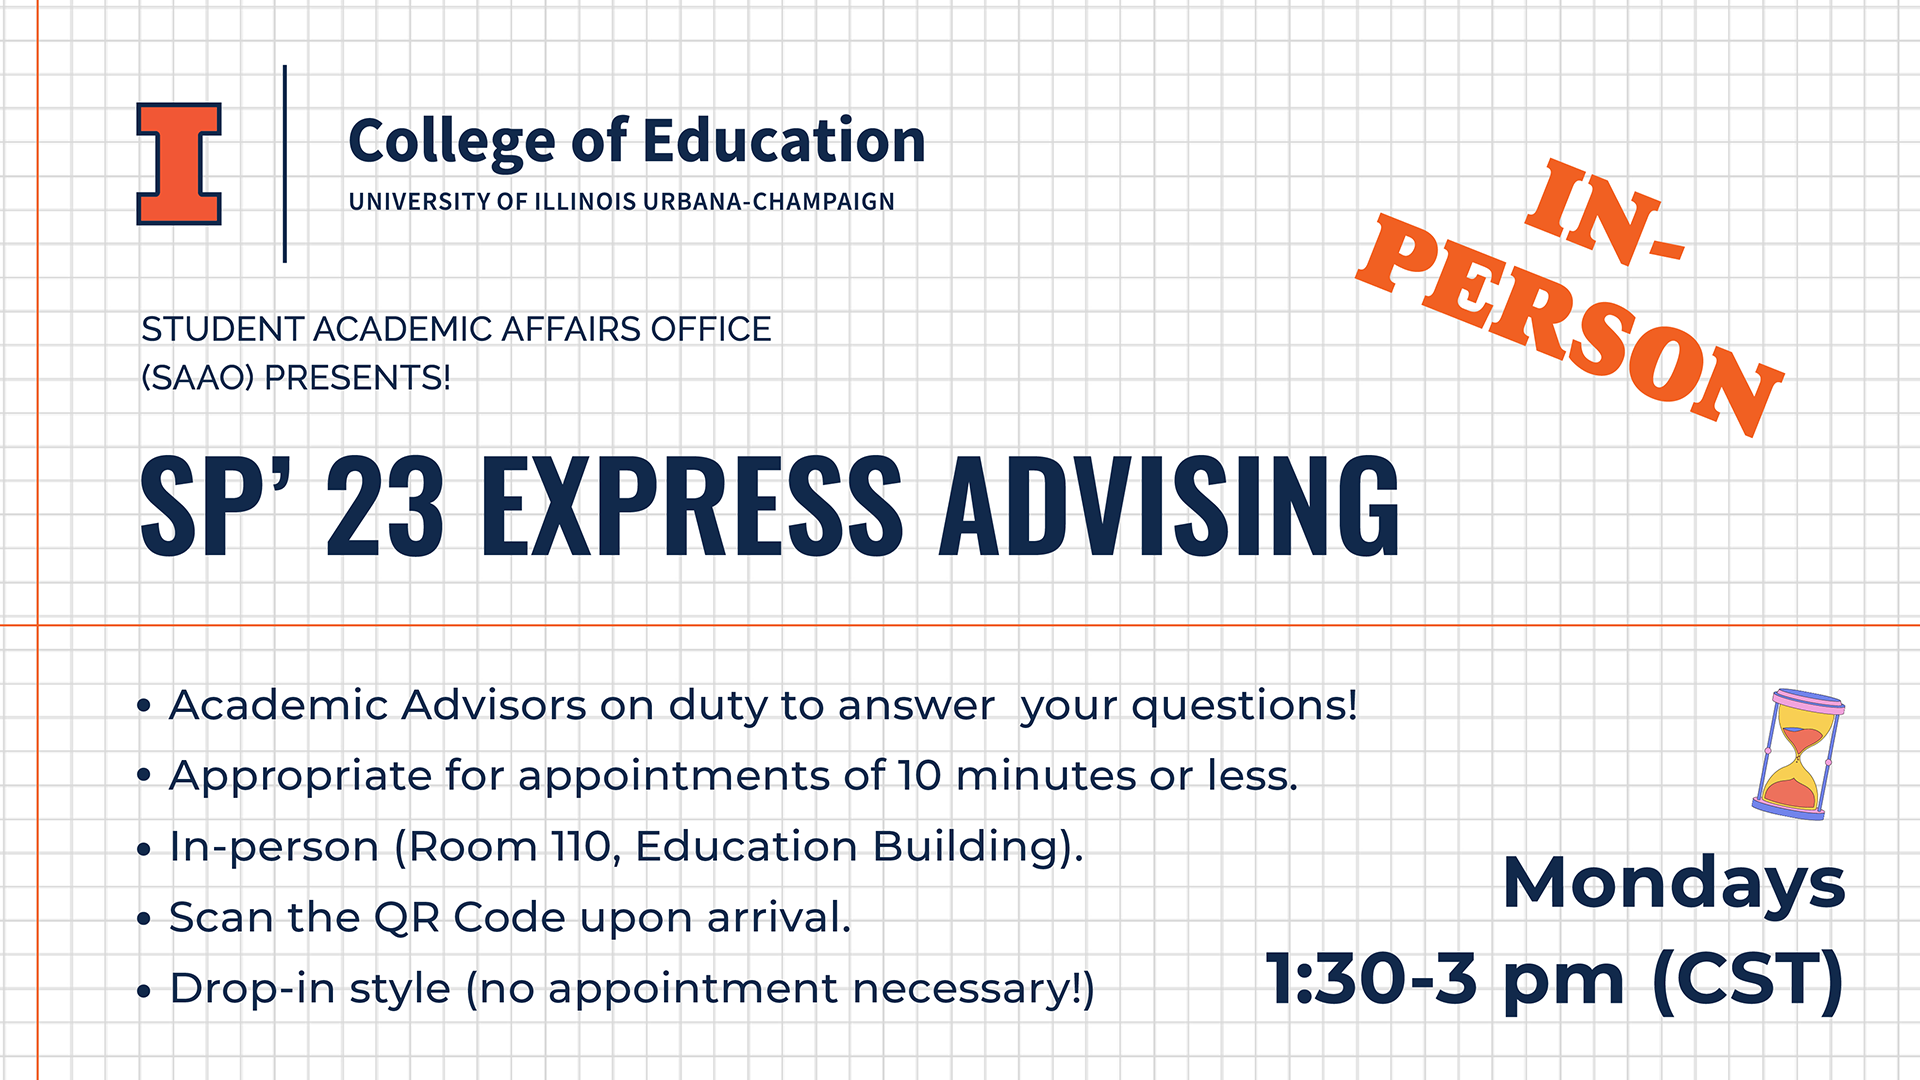 I
College of Education
UNIVERSITY OF ILLINOIS URBANA-CHAMPAIGN
IN-
PERSON
STUDENT ACADEMIC AFFAIRS OFFICE
(SAAO) PRESENTS!
SP’ 23 EXPRESS ADVISING
• Academic Advisors on duty to answer  your questions!
• Appropriate for appointments of 10 minutes or less.
• In-person (Room 110, Education Building).
• Scan the QR Code upon arrival.
• Drop-in style (no appointment necessary!)
Mondays
1:30-3 pm (CST)